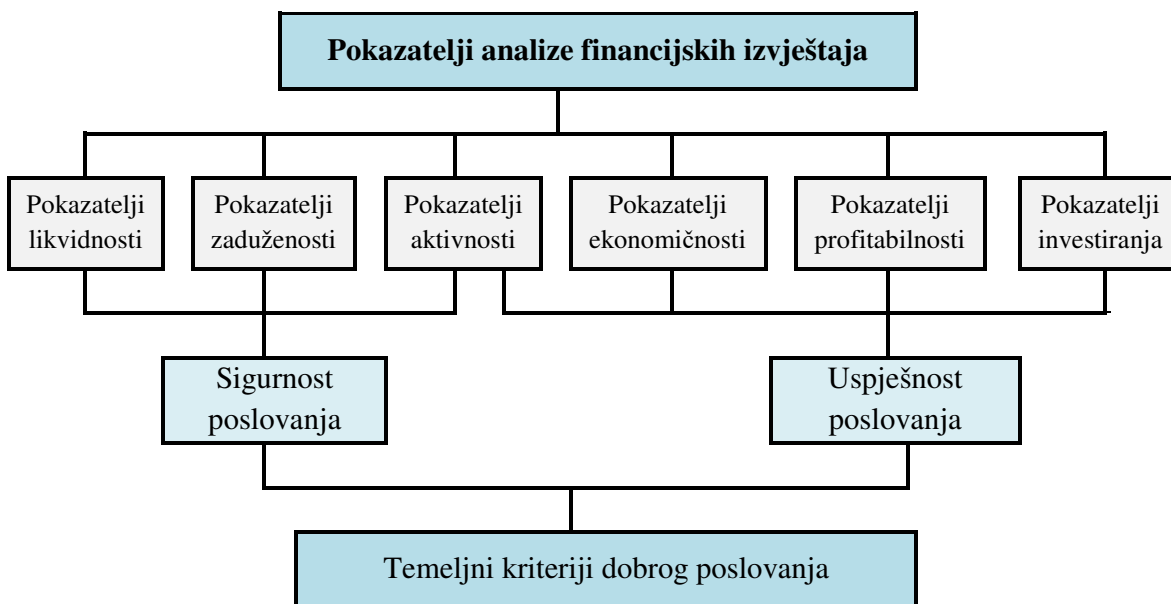 Pokazatelji analize financijskih izvještaja
Pokazatelji
likvidnosti
Pokazatelji
zaduženosti
Pokazatelji
aktivnosti
Pokazatelji
ekonomičnosti
Pokazatelji
profitabilnosti
Pokazatelji
investiranja
Sigurnost
poslovanja
Uspješnost
poslovanja
Temeljni kriteriji dobrog poslovanja